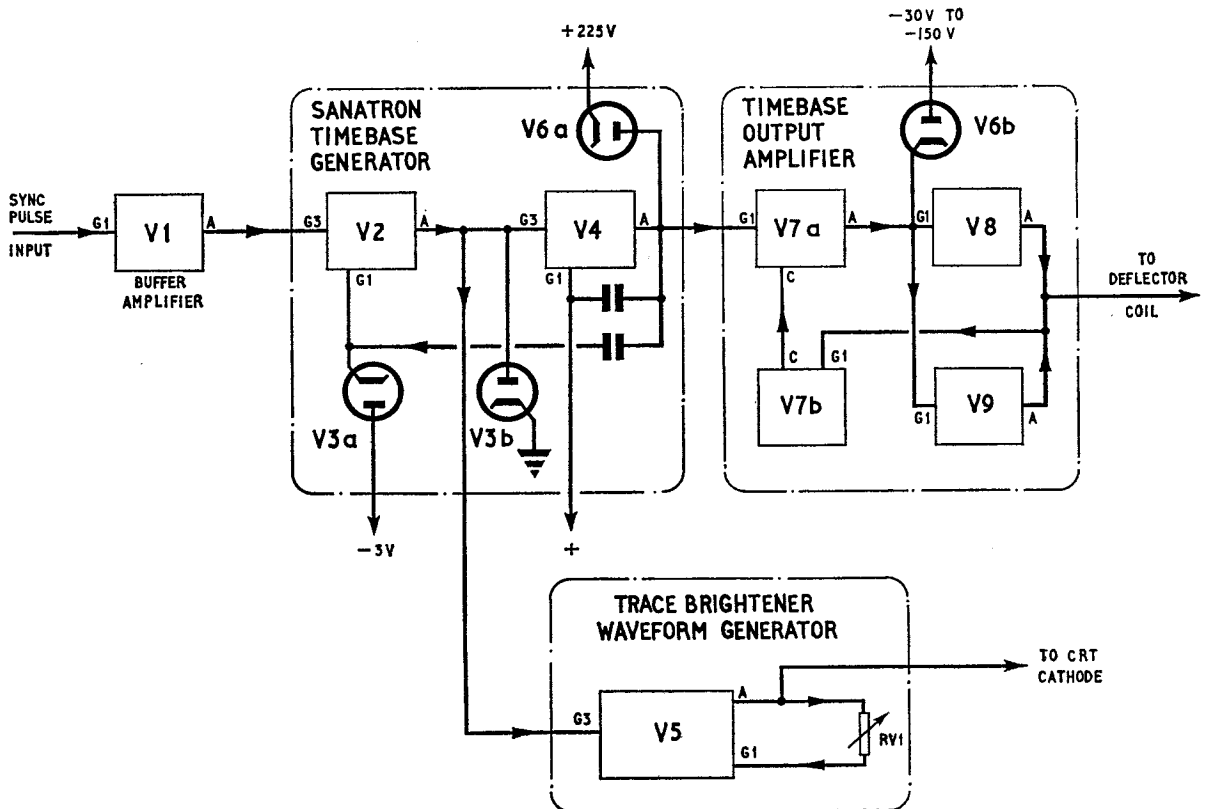 −30V TO
−150 V
+225V
SANATRON
TIMEBASE
GENERATOR
V6a
TIMEBASE
OUTPUT
AMPLIFIER
V6b
SYNC
PULSE
INPUT
G1
V1
A
BUFFER
AMPLIFIER
G3
V2
A
G1
G3
V4
A
G1
G1
V7a
A
C
G1
V8
A
TO
DEFLECTOR
COIL
C
G1
V7b
G1
V9
A
V3a
V3b
−3V
+
TRACE BRIGHTENER
WAVEFORM GENERATOR
TO CRT
CATHODE
G3
V5
A
G1
RV1